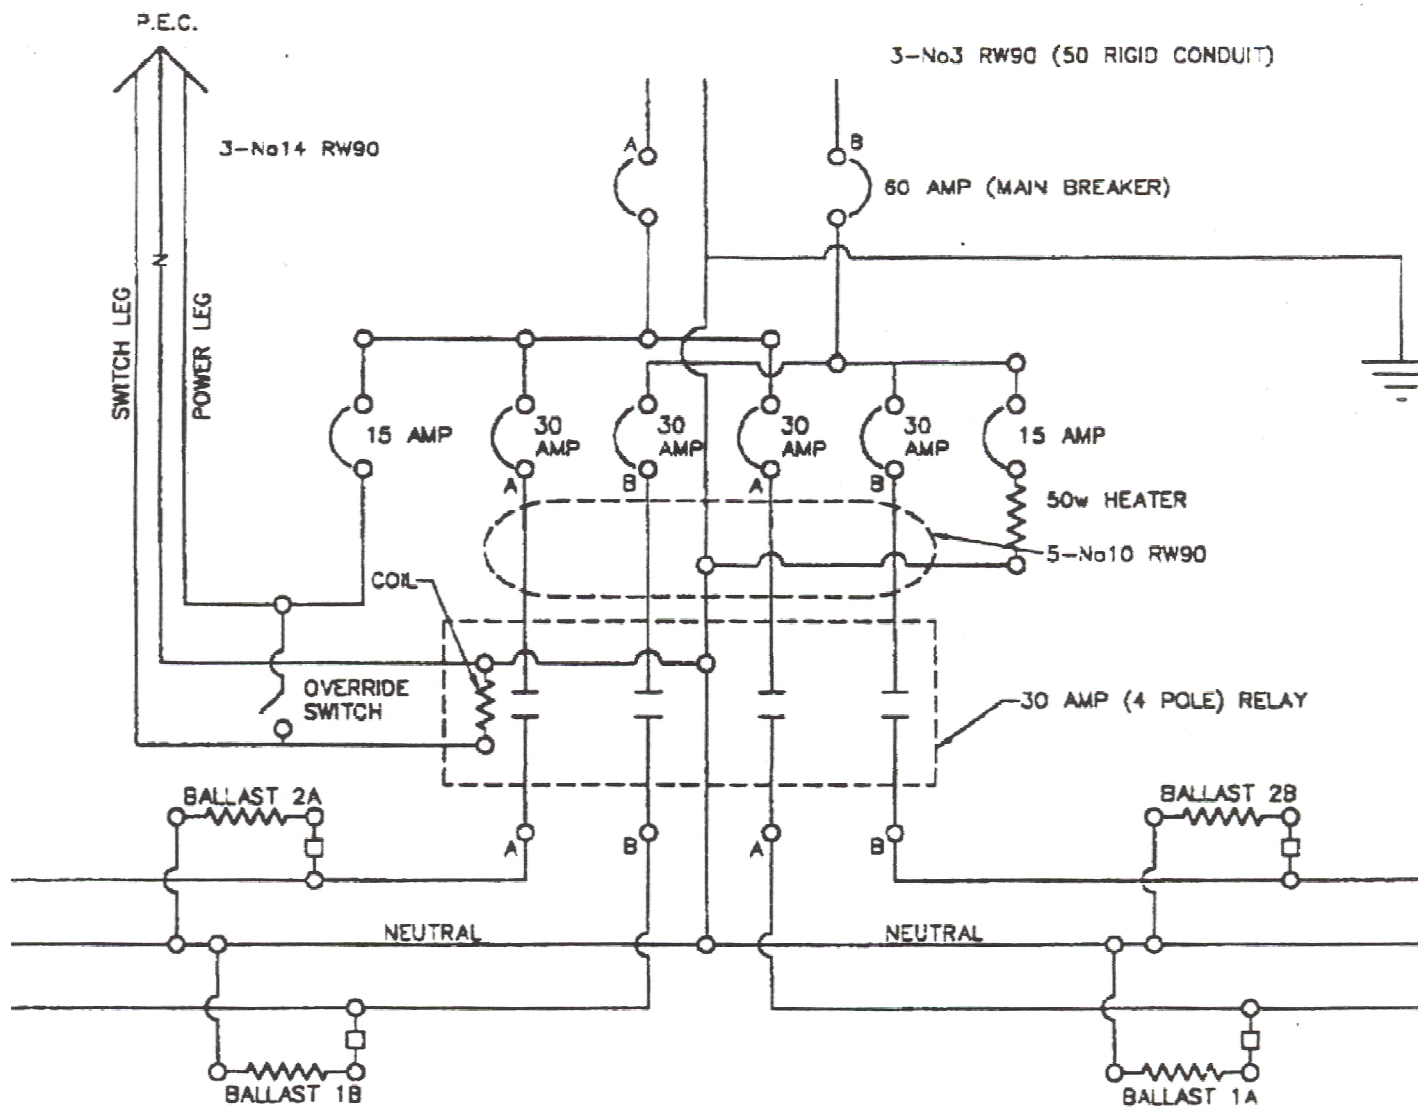 P.E.C.
3-No3 RW90 (50 RIGID CONDUIT)
3-No14 RW90
A
B
60 AMP (MAIN BREAKER)
N
SWITCH LEG
POWER LEG
15 AMP
30 AMP
30 AMP
30 AMP
30 AMP
15 AMP
A
B
A
B
50w HEATER
5-No10 RW90
COIL
OVERRIDE
SWITCH
30 AMP (4 POLE) RELAY
BALLAST 2A
BALLAST 2B
A
B
A
B
NEUTRAL
NEUTRAL
BALLAST 1B
BALLAST 1A